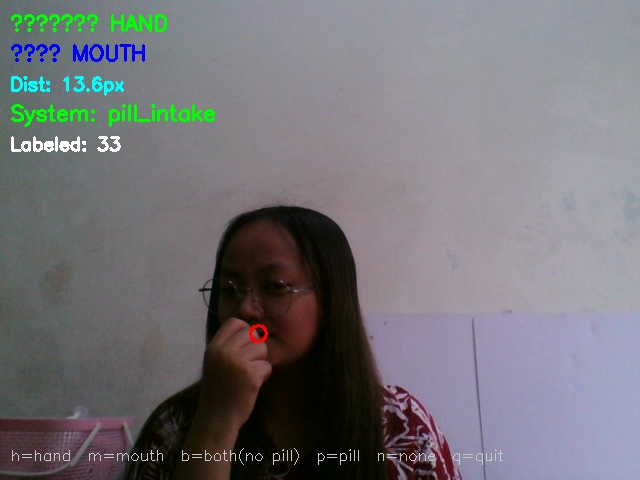 ??????? HAND
???? MOUTH
Dist: 13.6px
System: pill_intake
Labeled: 33
h=hand m=mouth b=both(no pill) p=pill n=none q=quit